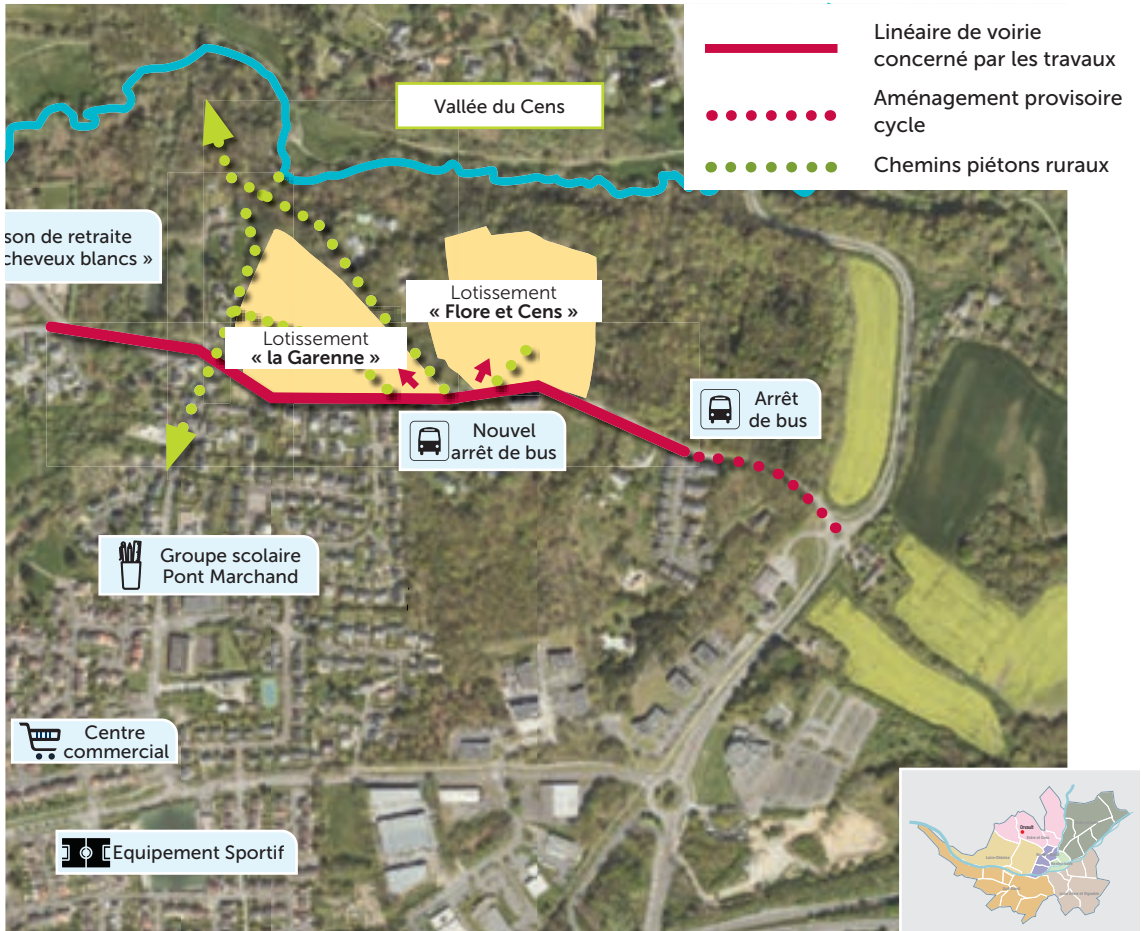 Linéaire de voirie
concerné par les travaux
Aménagement provisoire
cycle
Chemins piétons ruraux
Vallée du Cens
son de retraite
cheveux blancs »
Lotissement
« Flore et Cens »
Lotissement
« la Garenne »
Arrêt
de bus
Nouvel
arrêt de bus
Groupe scolaire
Pont Marchand
Centre
commercial
Equipement Sportif
Orvault